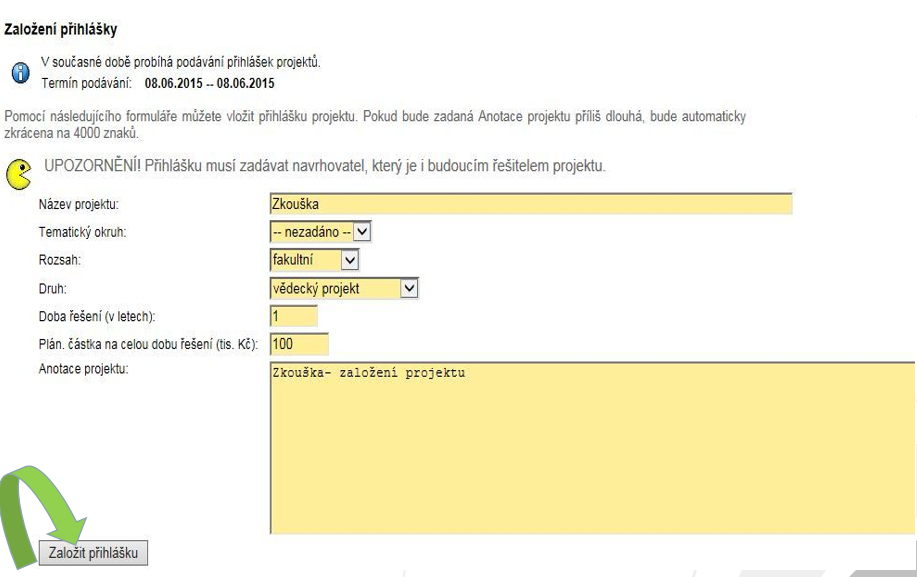 Založení přihlášky
V současné době probíhá podávání přihlášek projektů.
Termín podávání: 08.06.2015 -- 08.06.2015
Pomocí následujícího formuláře můžete vložit přihlášku projektu. Pokud bude zadaná Anotace projektu příliš dlouhá, bude automaticky
zkrácena na 4000 znaků.
UPOZORNĚNÍ! Přihlášku musí zadávat navrhovatel, který je i budoucím řešitelem projektu.
Název projektu: Zkouška
Tematický okruh: -- nezadáno --
Rozsah: fakultní
Druh: vědecký projekt
Doba řešení (v letech): 1
Plán. částka na celou dobu řešení (tis. Kč): 100
Anotace projektu: Zkouška- založení projektu
Založit přihlášku